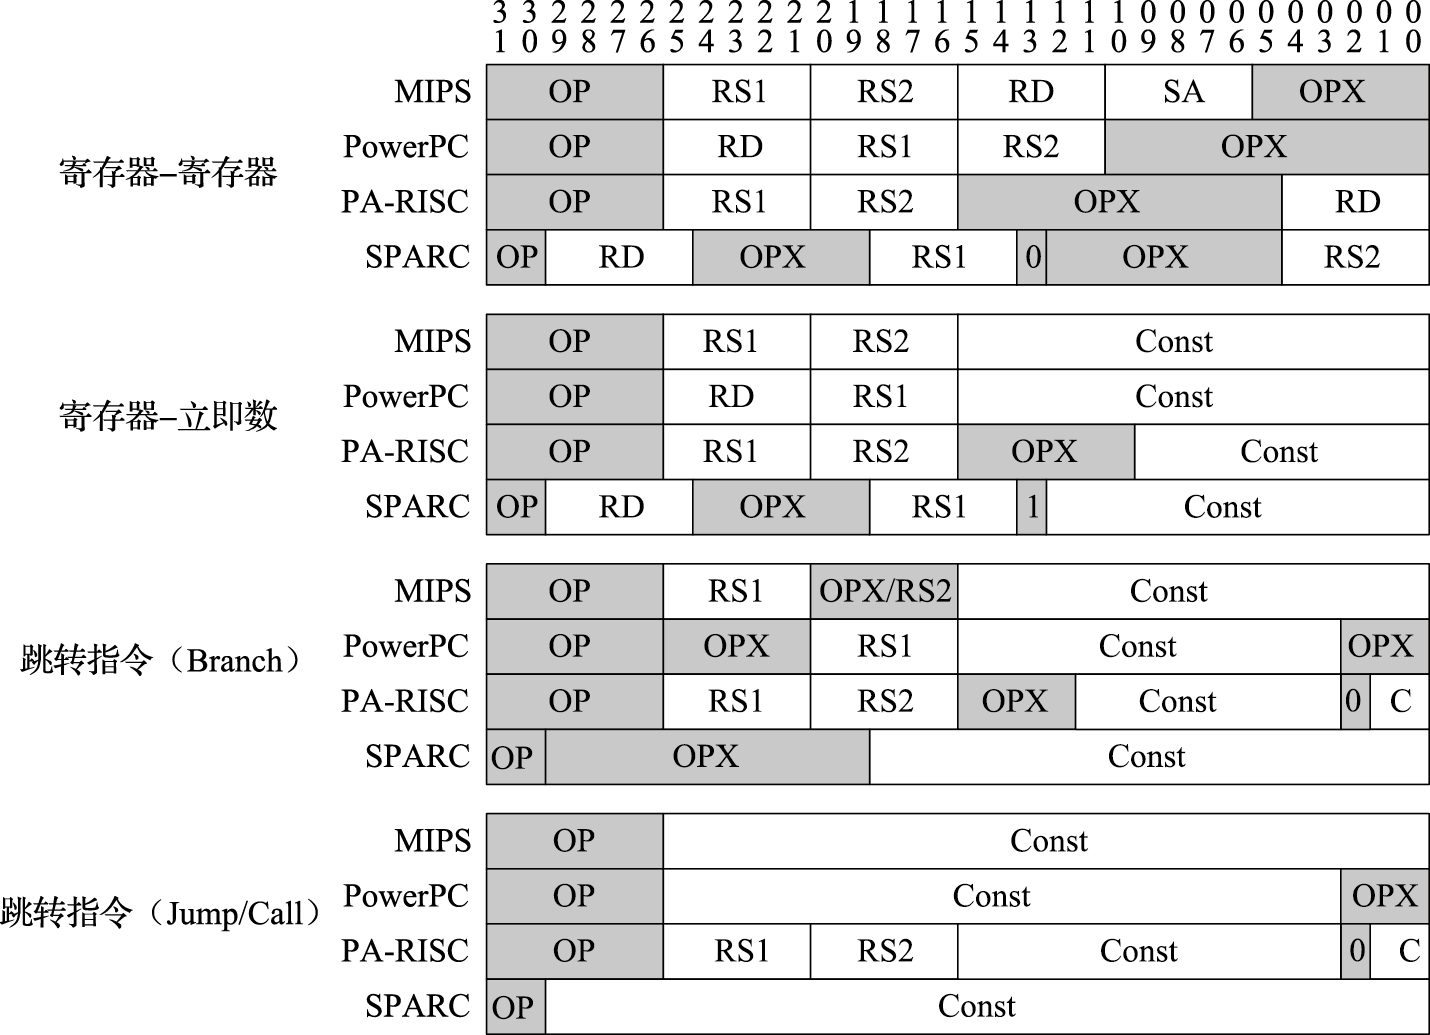 3 3 2 2 2 2 2 2 2 2 2 2 1 1 1 1 1 1 1 1 1 1 0 0 0 0 0 0 0 0 0 0
1 0 9 8 7 6 5 4 3 2 1 0 9 8 7 6 5 4 3 2 1 0 9 8 7 6 5 4 3 2 1 0
寄存器–寄存器
MIPS OP RS1 RS2 RD SA OPX
PowerPC OP RD RS1 RS2 OPX
PA-RISC OP RS1 RS2 OPX RD
SPARC OP RD OPX RS1 0 OPX RS2
寄存器–立即数
MIPS OP RS1 RS2 Const
PowerPC OP RD RS1 Const
PA-RISC OP RS1 RS2 OPX Const
SPARC OP RD OPX RS1 1 Const
跳转指令（Branch）
MIPS OP RS1 OPX/RS2 Const
PowerPC OP OPX RS1 Const OPX
PA-RISC OP RS1 RS2 OPX Const 0 C
SPARC OP OPX Const
跳转指令（Jump/Call）
MIPS OP Const
PowerPC OP Const OPX
PA-RISC OP RS1 RS2 Const 0 C
SPARC OP Const